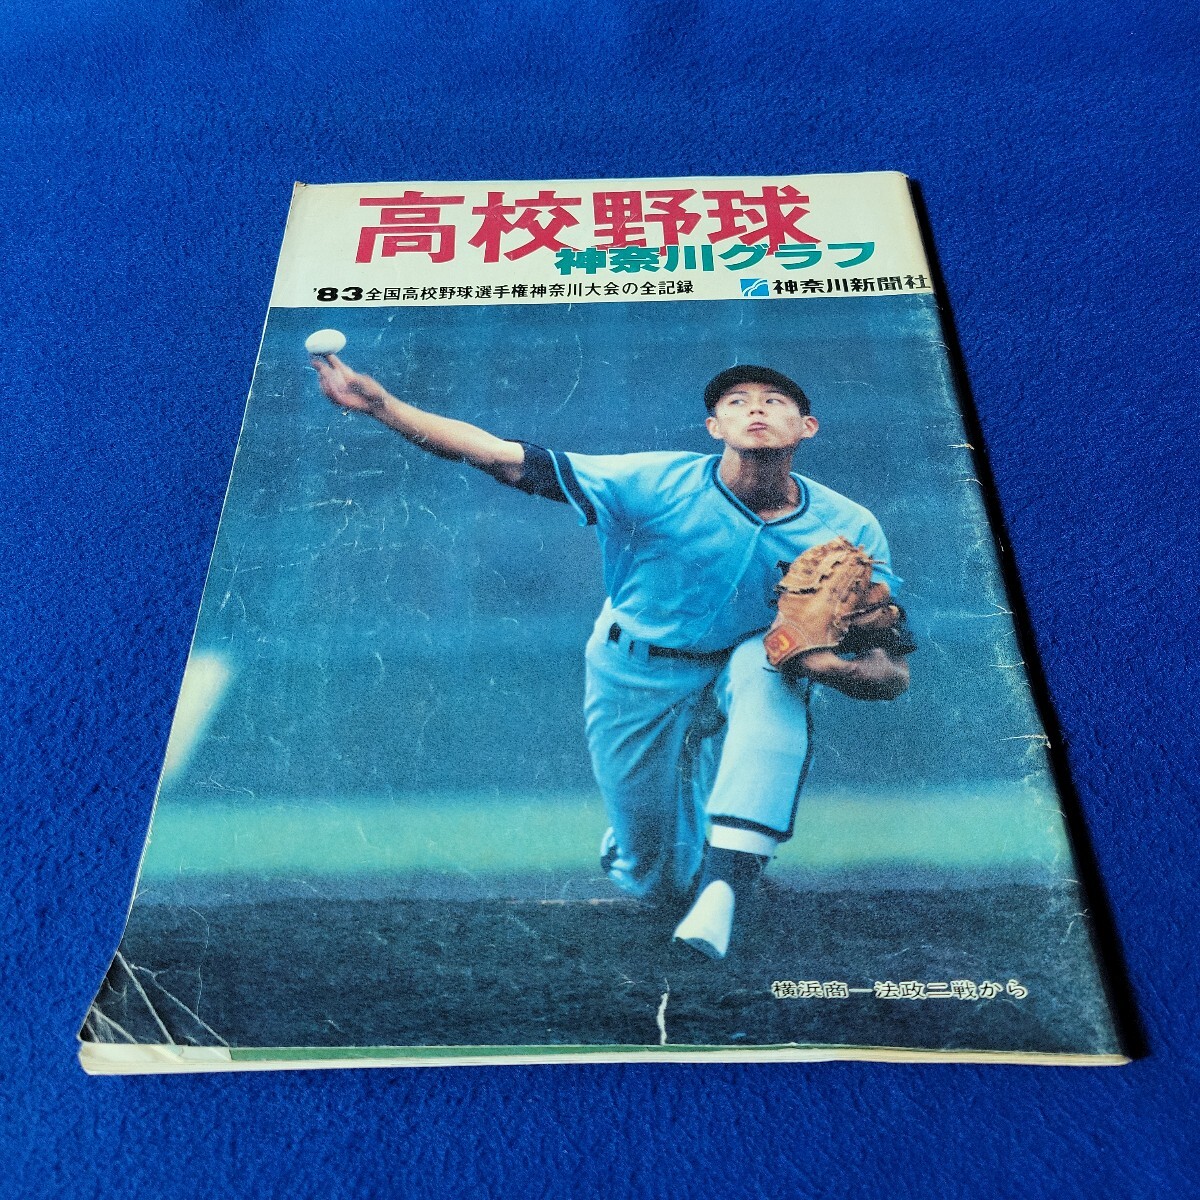 高校野球
神奈川グラフ
'83全国高校野球選手権神奈川大会の全記録
神奈川新聞社
横浜商―法政二戦から